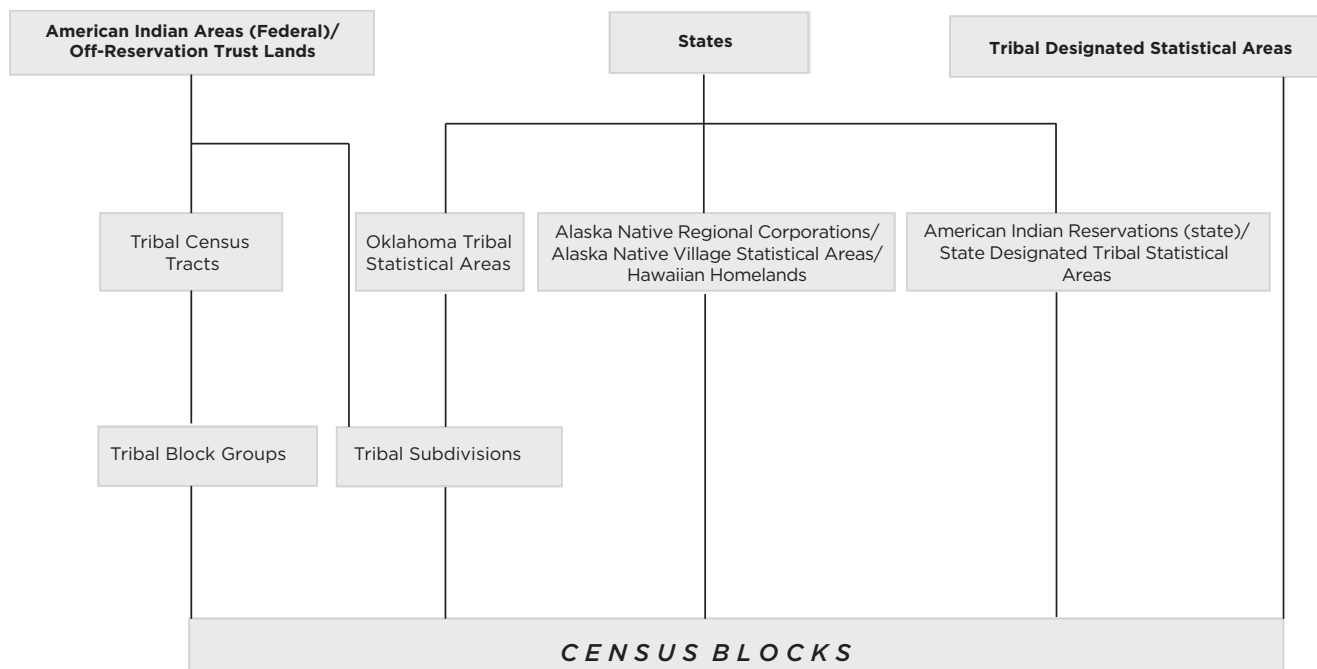 American Indian Areas (Federal)/
Off-Reservation Trust Lands
States
Tribal Designated Statistical Areas
Tribal Census
Tracts
Oklahoma Tribal
Statistical Areas
Alaska Native Regional Corporations/
Alaska Native Village Statistical Areas/
Hawaiian Homelands
American Indian Reservations (state)/
State Designated Tribal Statistical
Areas
Tribal Block Groups
Tribal Subdivisions
CENSUS BLOCKS